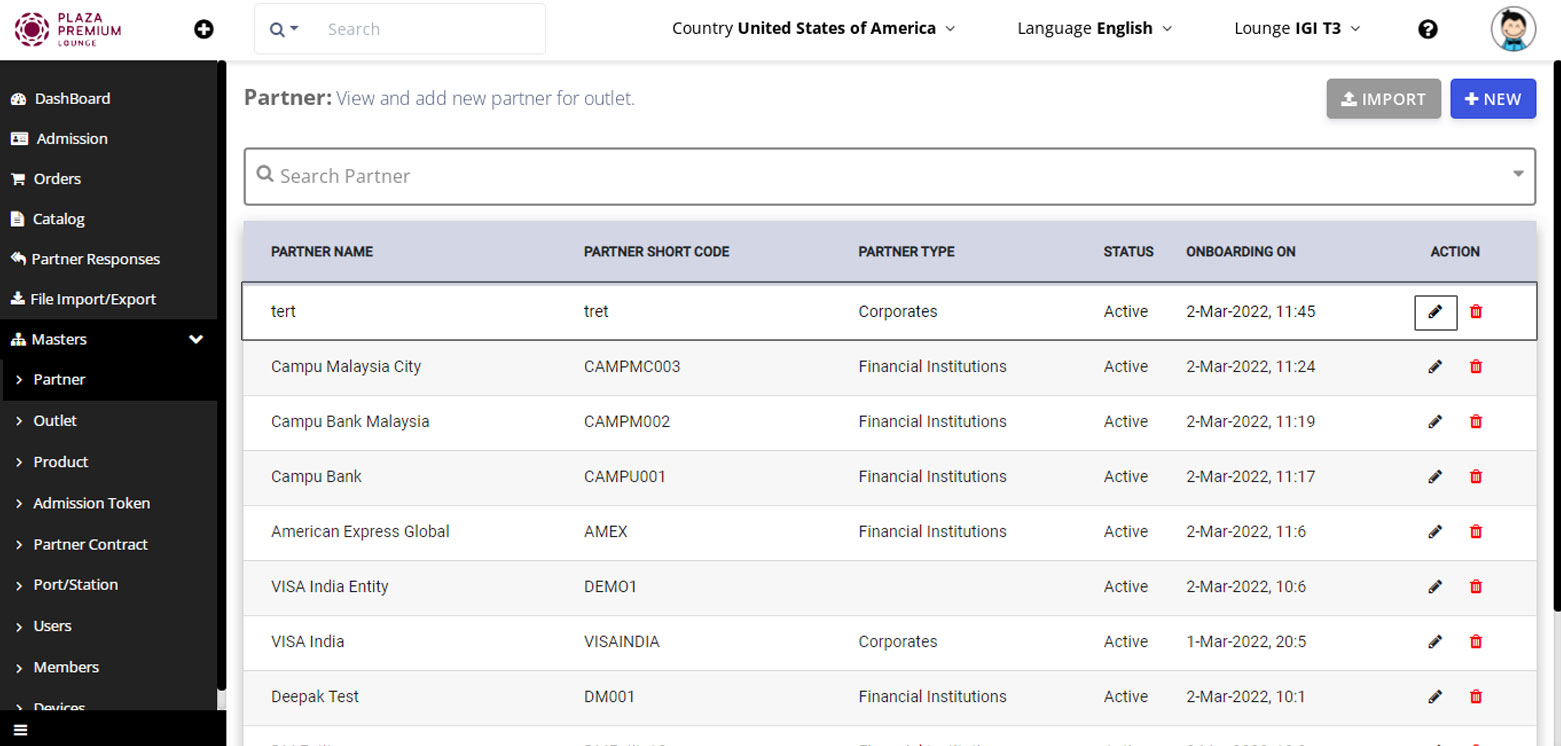 PLAZA
PREMIUM
LOUNGE
Search
Country United States of America
Language English
Lounge IGI T3
DashBoard
Admission
Orders
Catalog
Partner Responses
File Import/Export
Masters
Partner
Outlet
Product
Admission Token
Partner Contract
Port/Station
Users
Members
Devices
Partner: View and add new partner for outlet.
IMPORT
NEW
Search Partner
PARTNER NAME PARTNER SHORT CODE PARTNER TYPE STATUS ONBOARDING ON ACTION
tert tret Corporates Active 2-Mar-2022, 11:45
Campu Malaysia City CAMPMC003 Financial Institutions Active 2-Mar-2022, 11:24
Campu Bank Malaysia CAMPM002 Financial Institutions Active 2-Mar-2022, 11:19
Campu Bank CAMPU001 Financial Institutions Active 2-Mar-2022, 11:17
American Express Global AMEX Financial Institutions Active 2-Mar-2022, 11:6
VISA India Entity DEMO1 Active 2-Mar-2022, 10:6
VISA India VISAINDIA Corporates Active 1-Mar-2022, 20:5
Deepak Test DM001 Financial Institutions Active 2-Mar-2022, 10:1